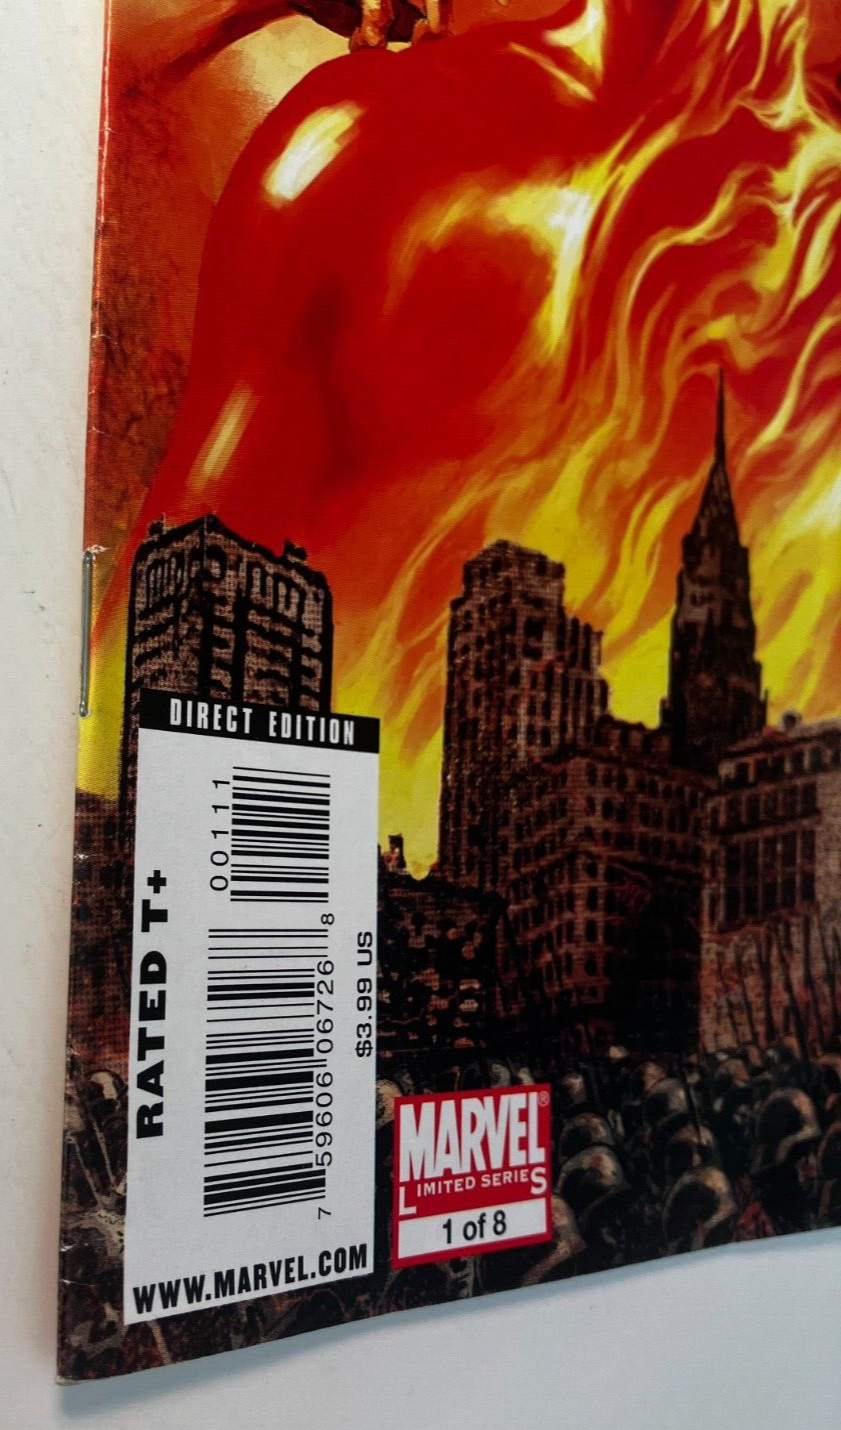 DIRECT EDITION
RATED T+
00111
7 59606 06726 8
$3.99 US
WWW.MARVEL.COM
MARVEL®
LIMITED SERIES
1 of 8